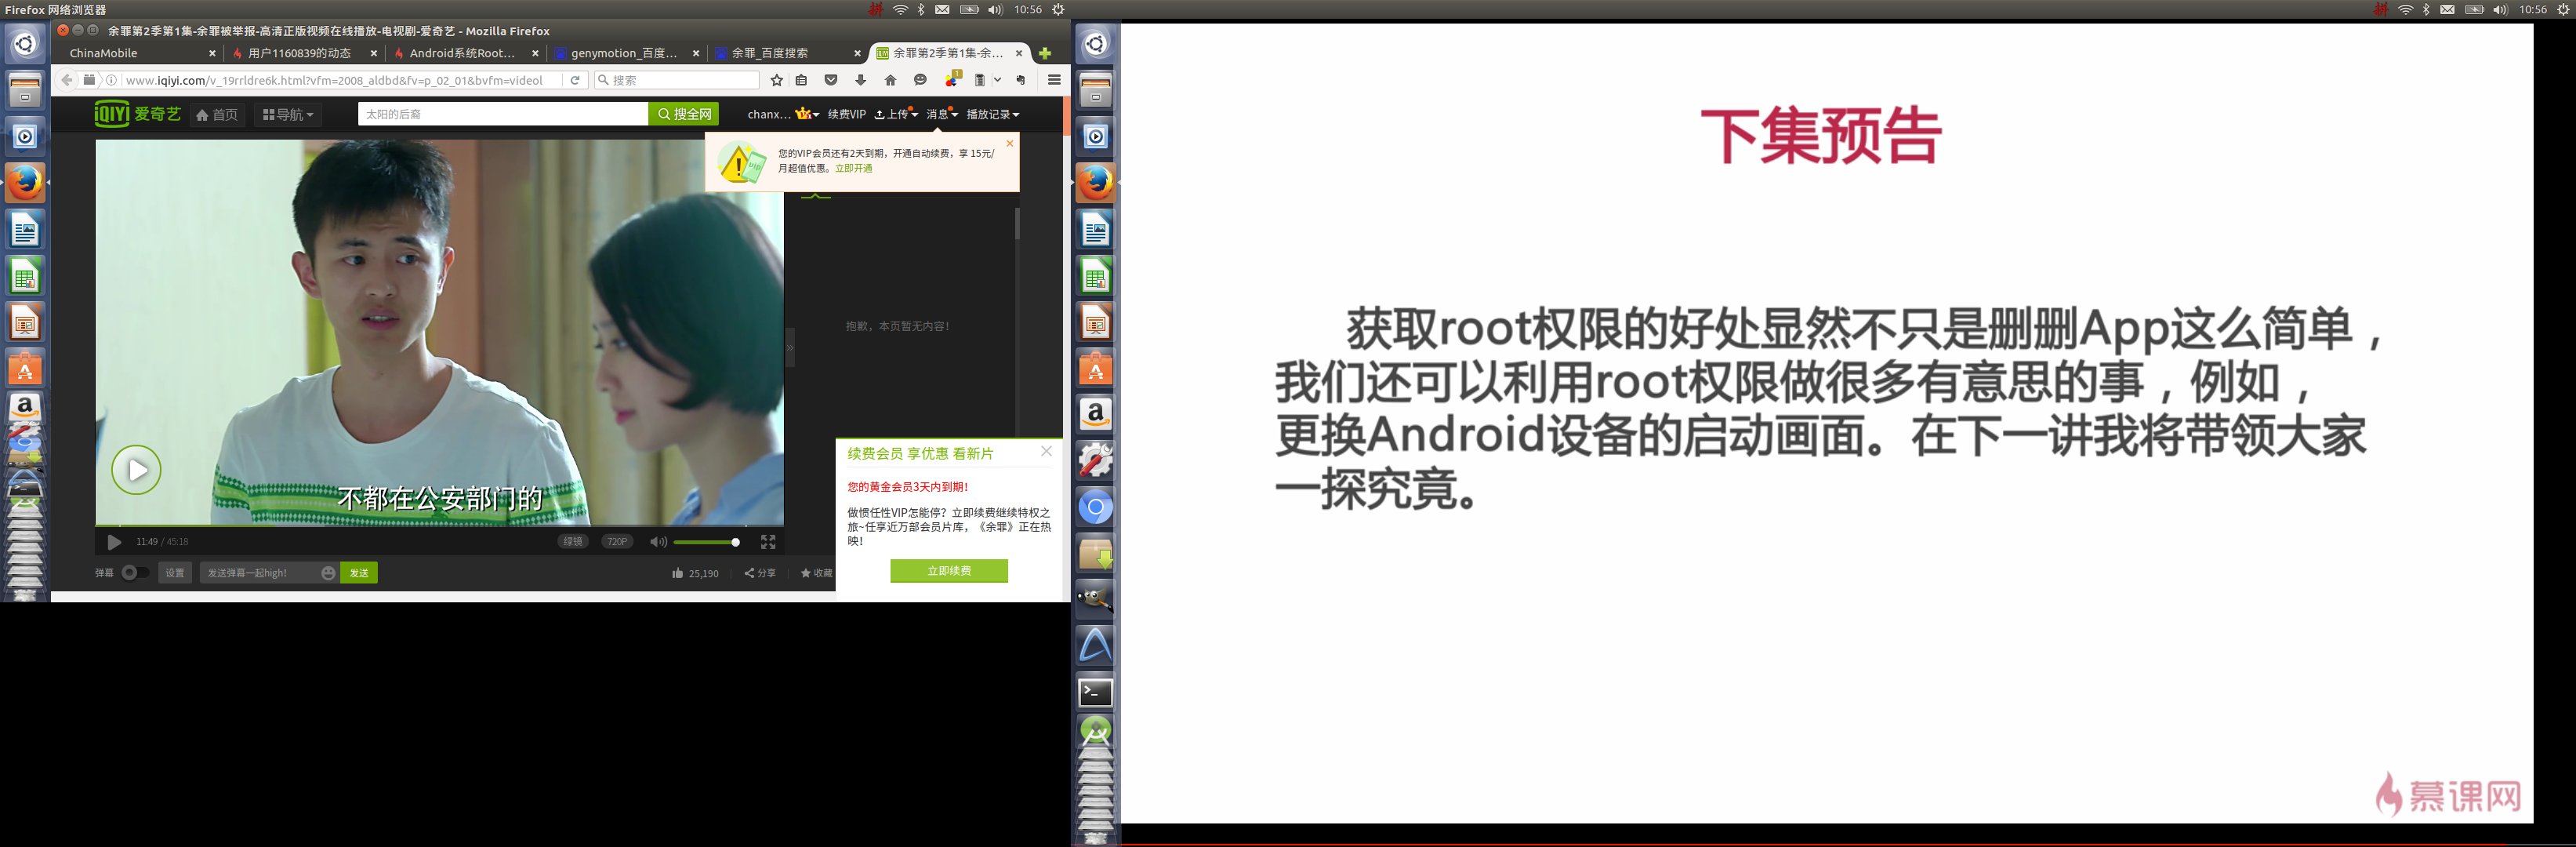 Firefox 网络浏览器
拼
10:56
余罪第2季第1集-余罪被举报-高清正版视频在线播放-电视剧-爱奇艺 - Mozilla Firefox
ChinaMobile
用户1160839的动态
Android系统Root...
genymotion_百度...
余罪_百度搜索
余罪第2季第1集-余...
www.iqiyi.com/v_19rrldre6k.html?vfm=2008_aldbd&fv=p_02_01&bvfm=videol
搜索
1
iQIYI 爱奇艺
首页
导航
太阳的后裔
搜全网
chanx...
续费VIP
上传
消息
播放记录
您的VIP会员还有2天到期，开通自动续费，享 15元/
月超值优惠。立即开通
抱歉，本页暂无内容！
不都在公安部门的
11:49 / 45:18
绿镜
720P
弹幕
设置
发送弹幕一起high!
发送
25,190
分享
收藏
续费会员 享优惠 看新片
您的黄金会员3天内到期！
做惯任性VIP怎能停？立即续费继续特权之
旅~任享近万部会员片库，《余罪》正在热
映！
立即续费
拼
10:56
下集预告
获取root权限的好处显然不只是删删App这么简单，
我们还可以利用root权限做很多有意思的事，例如，
更换Android设备的启动画面。在下一讲我将带领大家
一探究竟。
慕课网